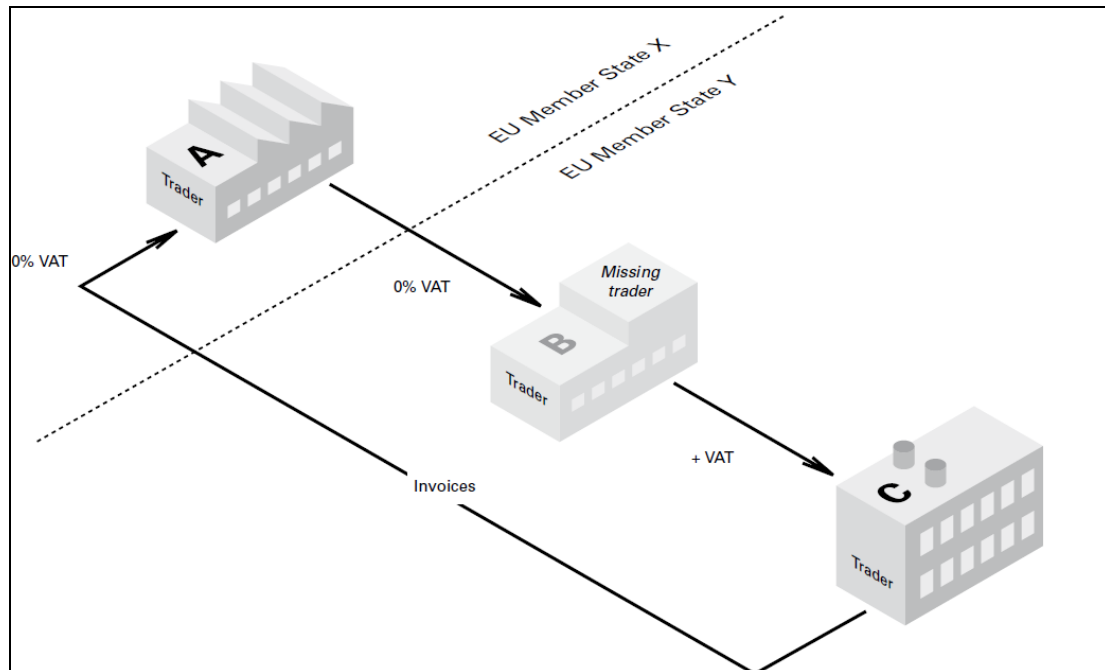 EU Member State X
EU Member State Y
A
Trader
0% VAT
0% VAT
Missing
trader
B
Trader
+ VAT
Invoices
C
Trader